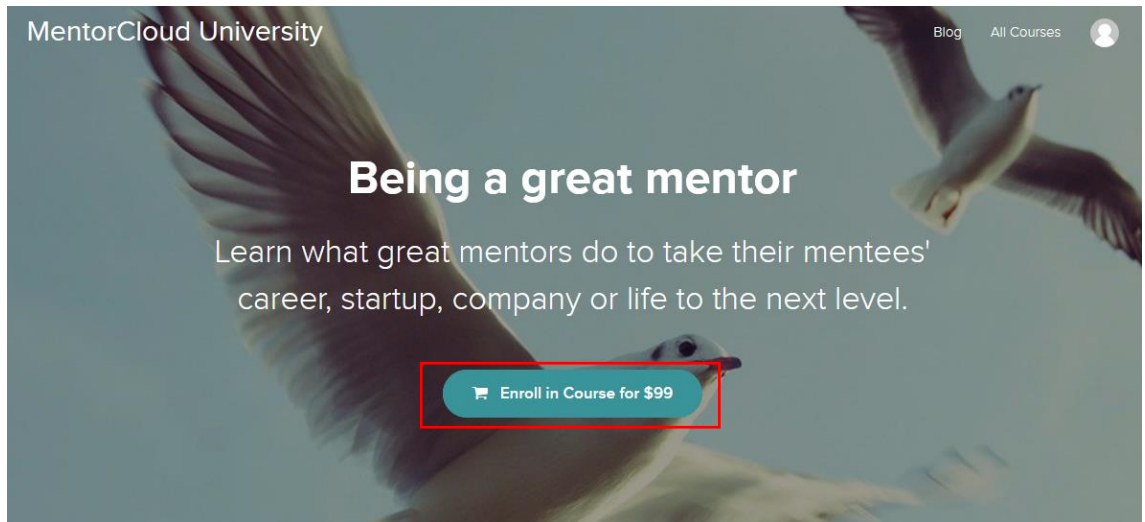 MentorCloud University
Blog
All Courses
Being a great mentor
Learn what great mentors do to take their mentees'
career, startup, company or life to the next level.
Enroll in Course for $99